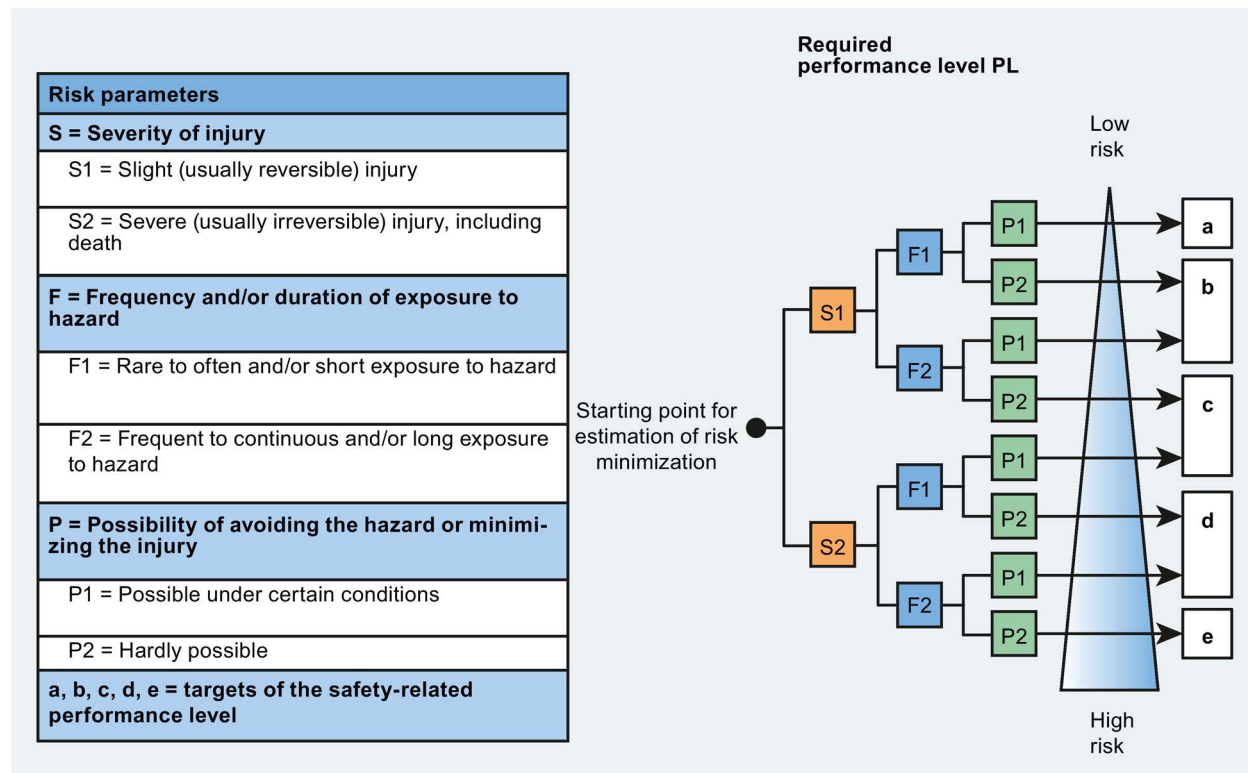 Required
performance level PL
Risk parameters
S = Severity of injury
S1 = Slight (usually reversible) injury
S2 = Severe (usually irreversible) injury, including
death
F = Frequency and/or duration of exposure to
hazard
F1 = Rare to often and/or short exposure to hazard
F2 = Frequent to continuous and/or long exposure
to hazard
P = Possibility of avoiding the hazard or minimi-
zing the injury
P1 = Possible under certain conditions
P2 = Hardly possible
a, b, c, d, e = targets of the safety-related
performance level
Starting point for
estimation of risk
minimization
Low
risk
S1
F1
P1
a
P2
b
F2
P1
P2
c
S2
F1
P1
P2
d
F2
P1
P2
e
High
risk